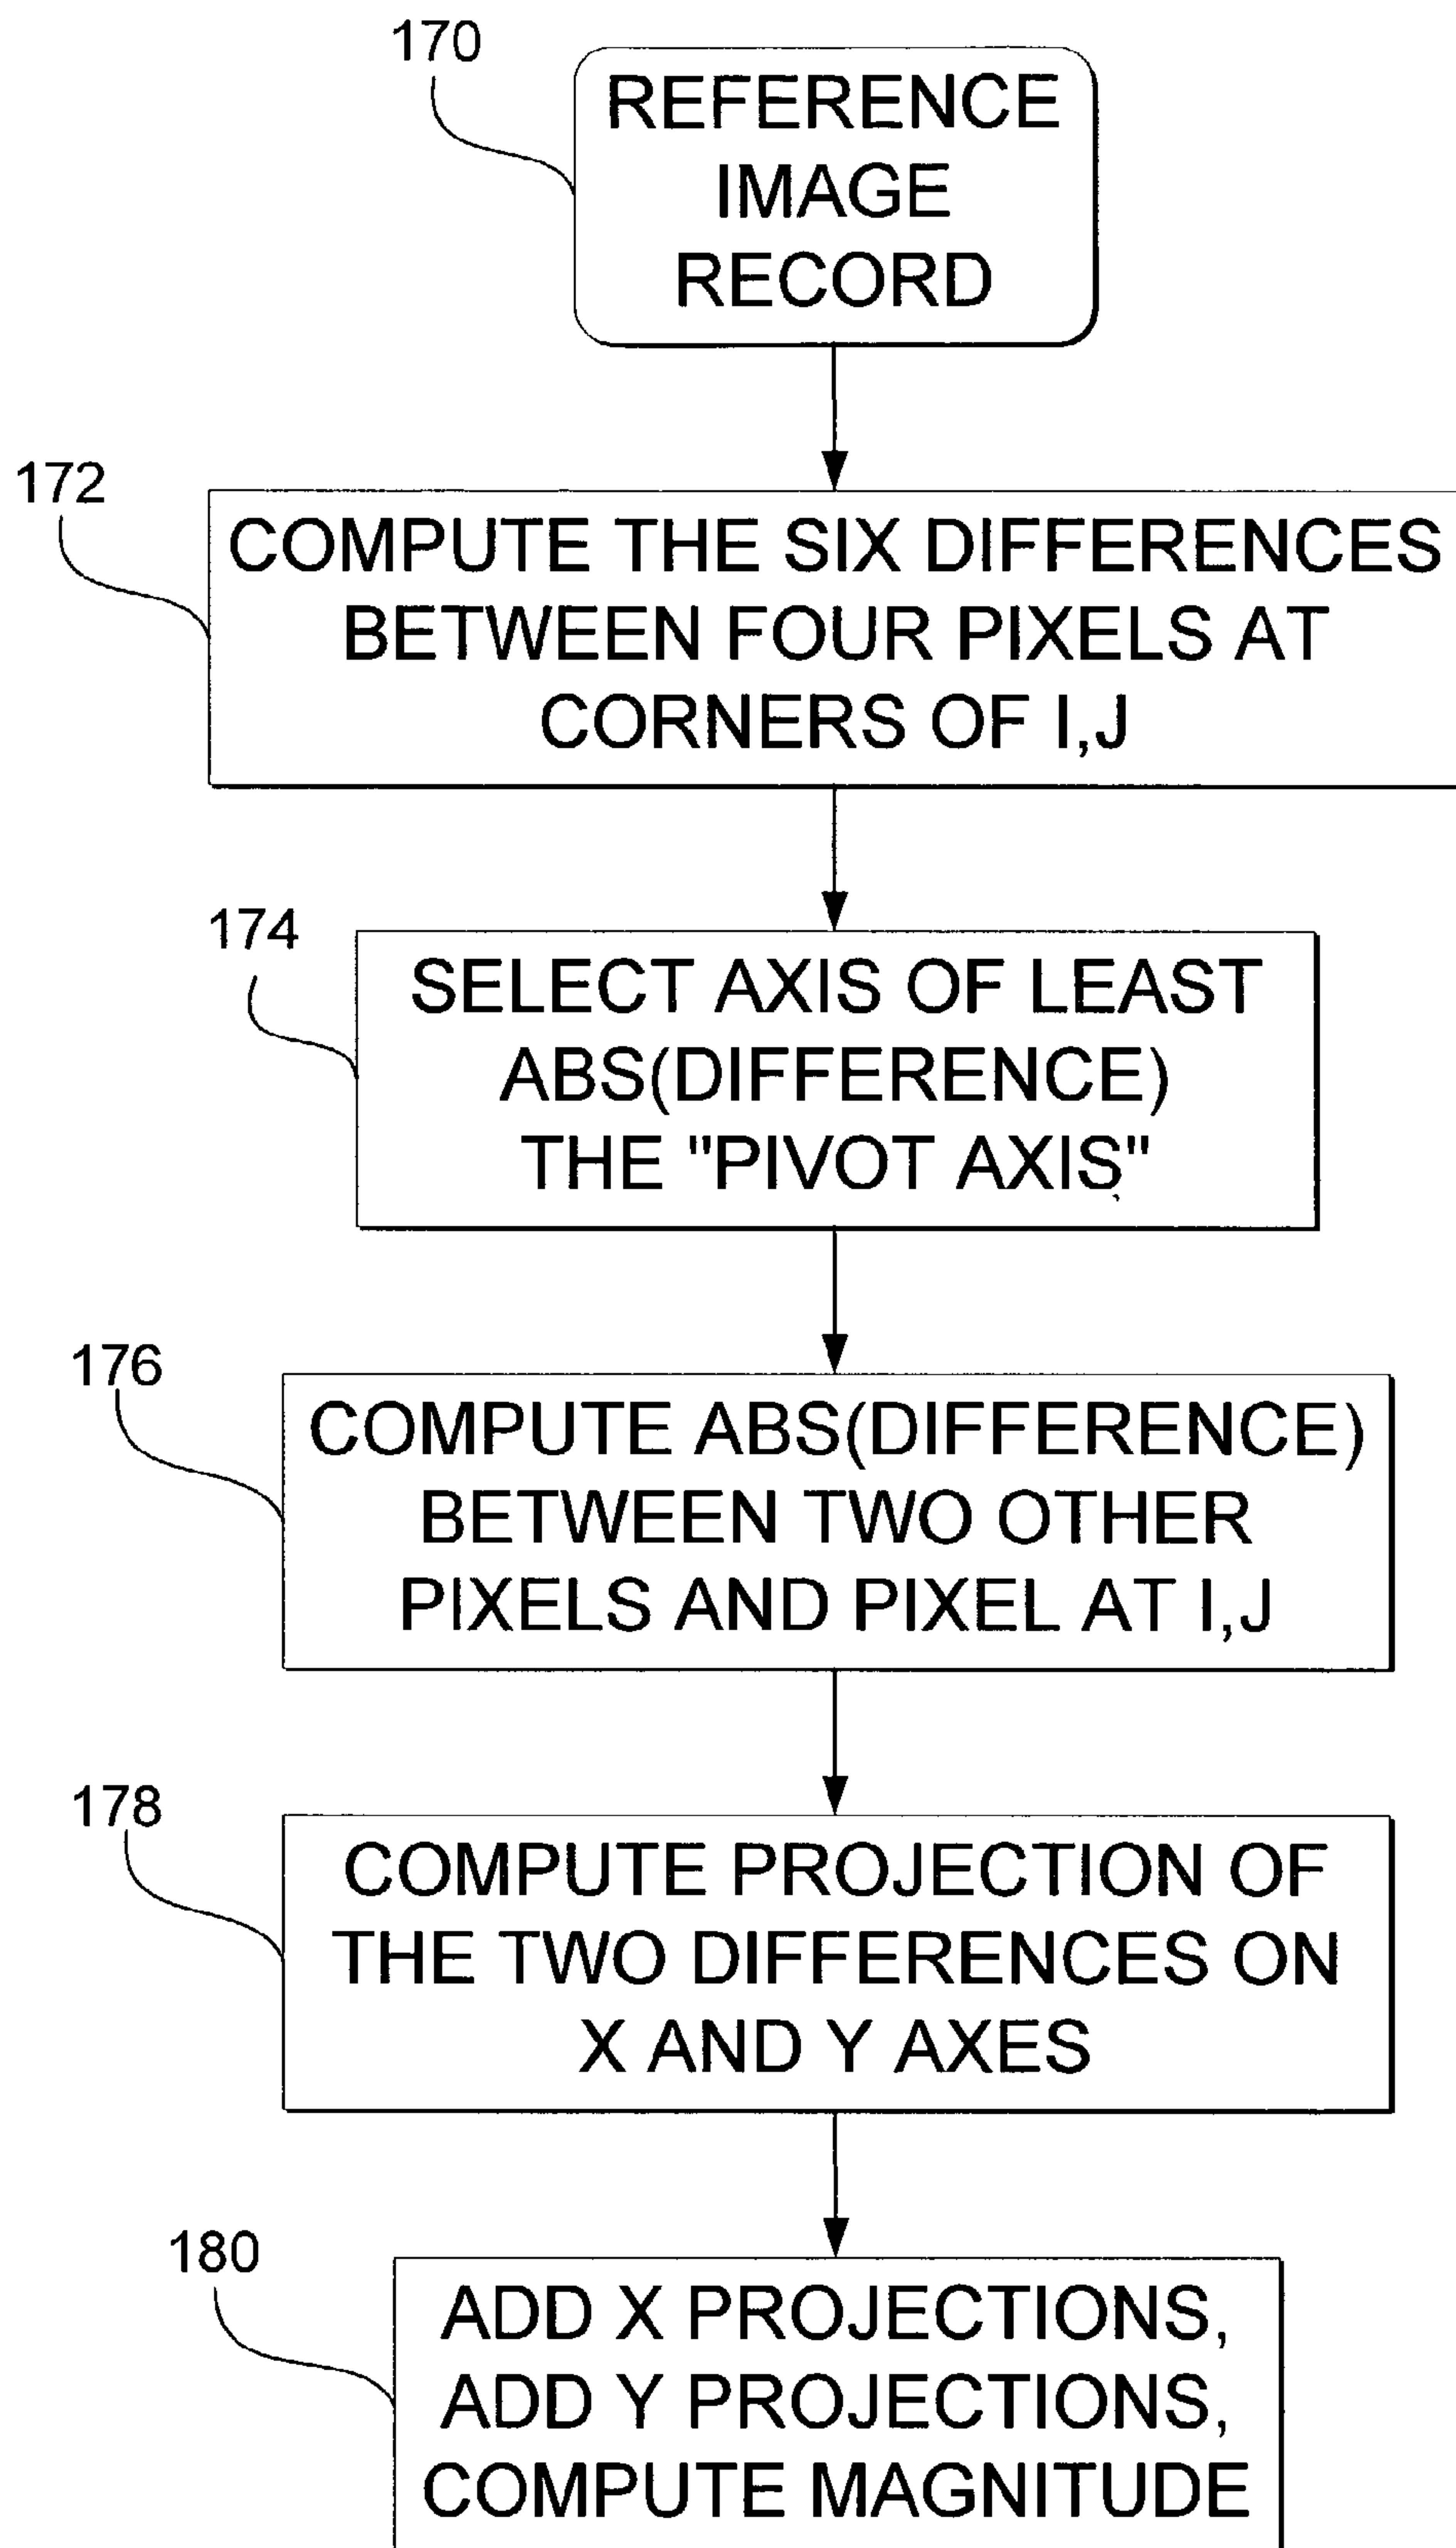 170
REFERENCE
IMAGE
RECORD
172
COMPUTE THE SIX DIFFERENCES
BETWEEN FOUR PIXELS AT
CORNERS OF I,J
174
SELECT AXIS OF LEAST
ABS(DIFFERENCE)
THE "PIVOT AXIS"
176
COMPUTE ABS(DIFFERENCE)
BETWEEN TWO OTHER
PIXELS AND PIXEL AT I,J
178
COMPUTE PROJECTION OF
THE TWO DIFFERENCES ON
X AND Y AXES
180
ADD X PROJECTIONS,
ADD Y PROJECTIONS,
COMPUTE MAGNITUDE